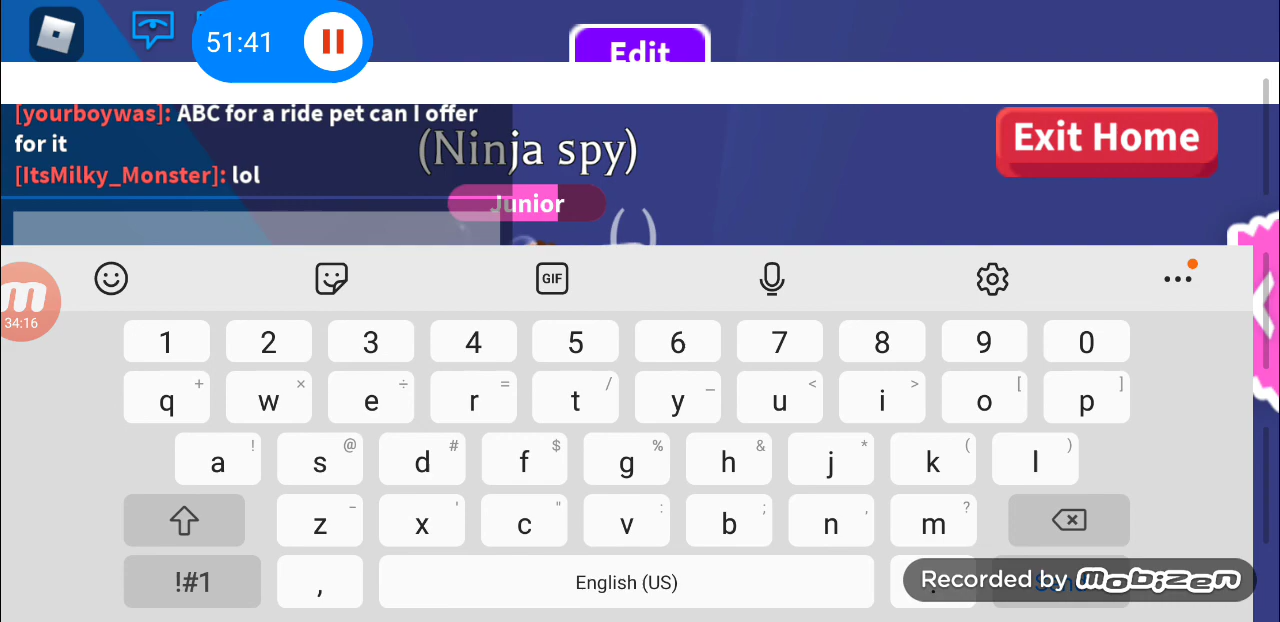 51:41
Edit
[yourboywas]: ABC for a ride pet can I offer
for it
[ItsMilky_Monster]: lol
(Ninja spy)
Junior
Exit Home
m
34:16
GIF
1 2 3 4 5 6 7 8 9 0
+ × ÷ = / _ < > [ ]
q w e r t y u i o p
! @ # $ % & * ( )
a s d f g h j k l
- ' " : ; , ?
z x c v b n m
!#1 , English (US) . Send
Recorded by mobizen